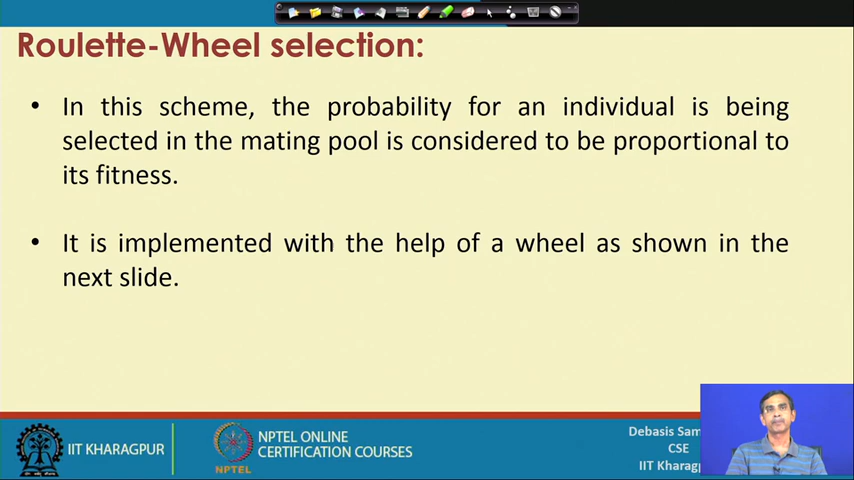 Roulette-Wheel selection:
• In this scheme, the probability for an individual is being
selected in the mating pool is considered to be proportional to
its fitness.
• It is implemented with the help of a wheel as shown in the
next slide.
IIT KHARAGPUR
NPTEL
NPTEL ONLINE
CERTIFICATION COURSES
Debasis Sam
CSE
IIT Kharagp